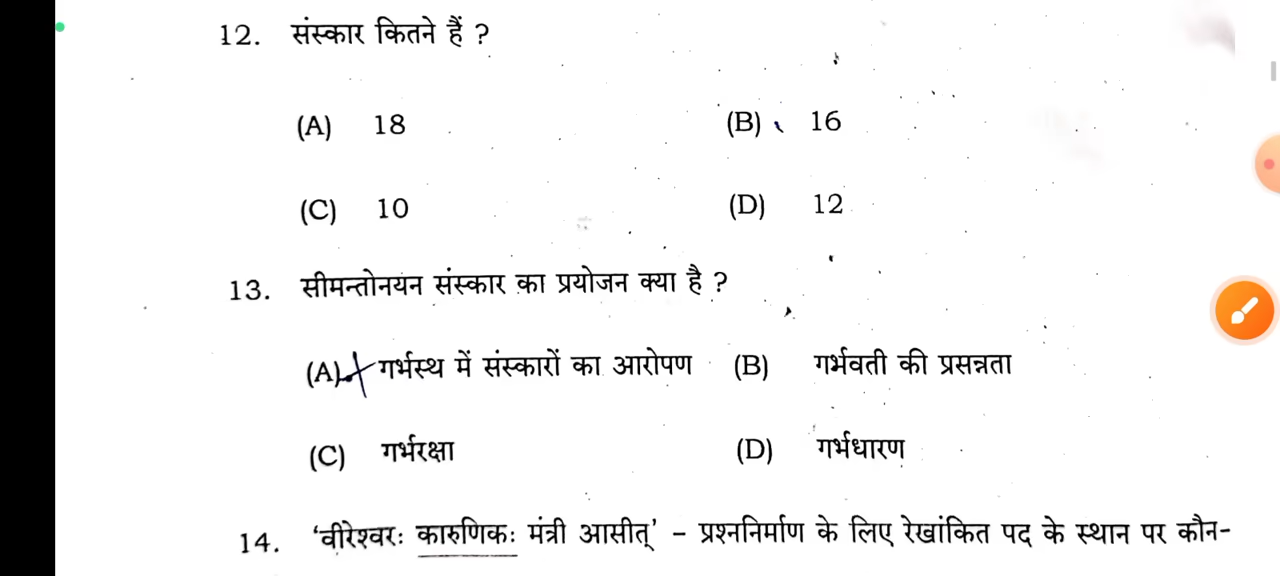 12. संस्कार कितने हैं ?
(A) 18 (B) 16
(C) 10 (D) 12
13. सीमन्तोनयन संस्कार का प्रयोजन क्या है ?
(A) गर्भस्थ में संस्कारों का आरोपण (B) गर्भवती की प्रसन्नता
(C) गर्भरक्षा (D) गर्भधारण
14. ‘वीरेश्वरः कारुणिकः मंत्री आसीत्’ – प्रश्ननिर्माण के लिए रेखांकित पद के स्थान पर कौन-